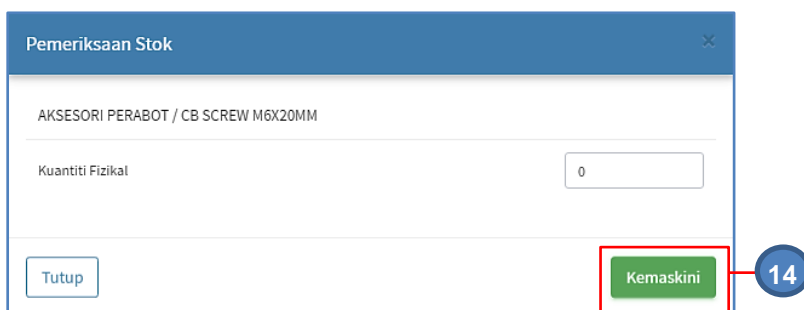 Pemeriksaan Stok ×
AKSESORI PERABOT / CB SCREW M6X20MM
Kuantiti Fizikal 0
Tutup Kemaskini 14